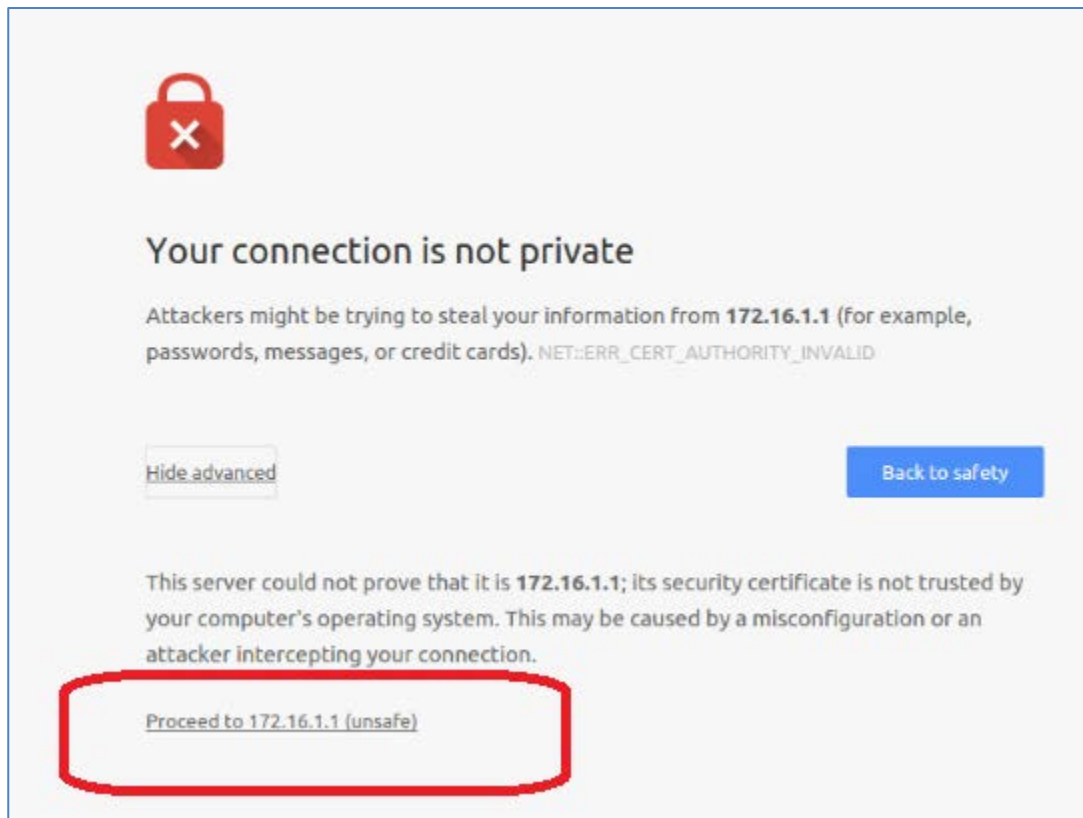 Your connection is not private
Attackers might be trying to steal your information from 172.16.1.1 (for example,
passwords, messages, or credit cards). NET::ERR_CERT_AUTHORITY_INVALID
Hide advanced
Back to safety
This server could not prove that it is 172.16.1.1; its security certificate is not trusted by
your computer's operating system. This may be caused by a misconfiguration or an
attacker intercepting your connection.
Proceed to 172.16.1.1 (unsafe)